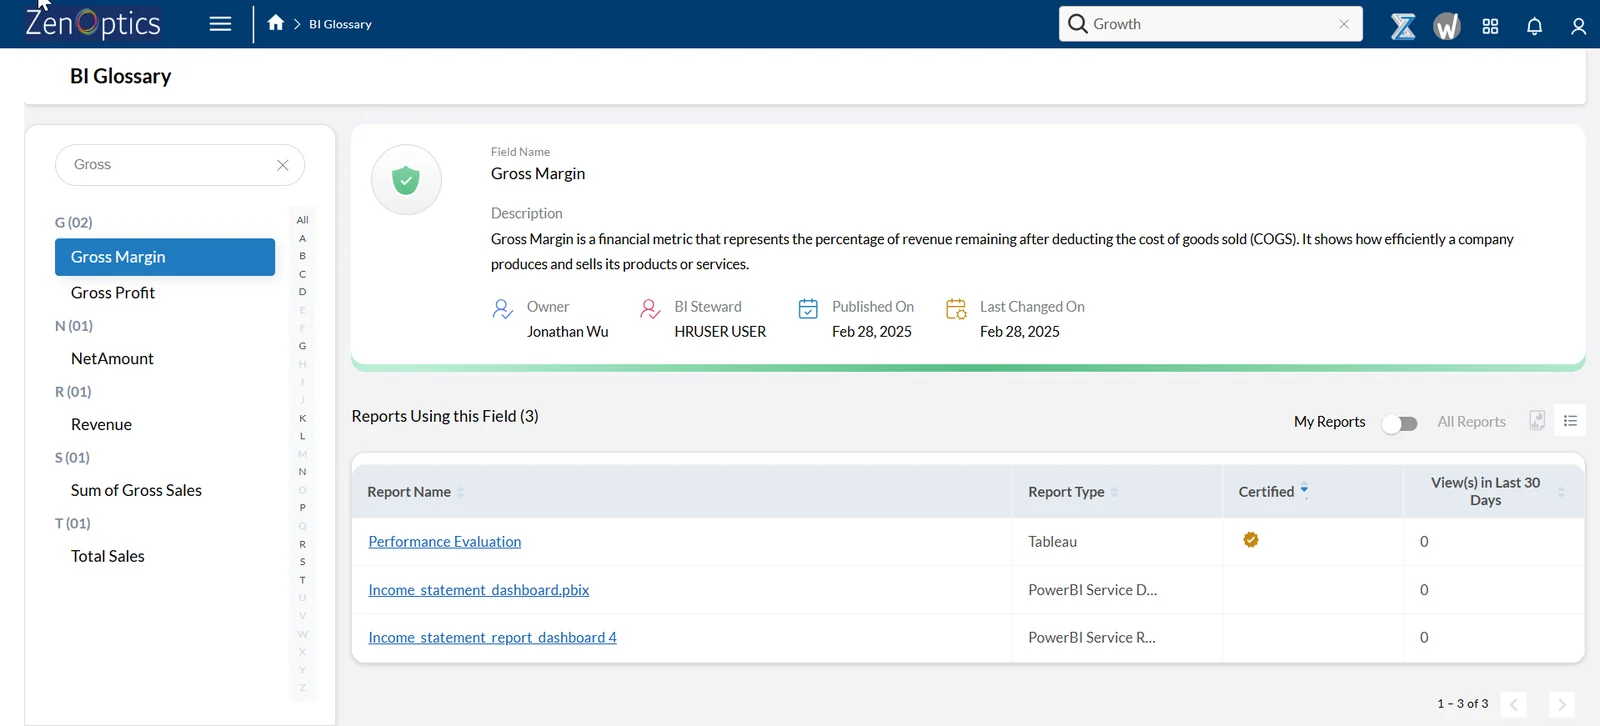 ZenOptics
BI Glossary
Growth
BI Glossary
Gross
G (02)
Gross Margin
Gross Profit
N (01)
NetAmount
R (01)
Revenue
S (01)
Sum of Gross Sales
T (01)
Total Sales
All
A
B
C
D
E
F
G
H
I
J
K
L
M
N
O
P
Q
R
S
T
U
V
W
X
Y
Z
Field Name
Gross Margin
Description
Gross Margin is a financial metric that represents the percentage of revenue remaining after deducting the cost of goods sold (COGS). It shows how efficiently a company
produces and sells its products or services.
Owner
Jonathan Wu
BI Steward
HRUSER USER
Published On
Feb 28, 2025
Last Changed On
Feb 28, 2025
Reports Using this Field (3)
My Reports
All Reports
Report Name
Report Type
Certified
View(s) in Last 30
Days
Performance Evaluation
Tableau
0
Income_statement_dashboard.pbix
PowerBI Service D...
0
Income_statement_report_dashboard 4
PowerBI Service R...
0
1 – 3 of 3